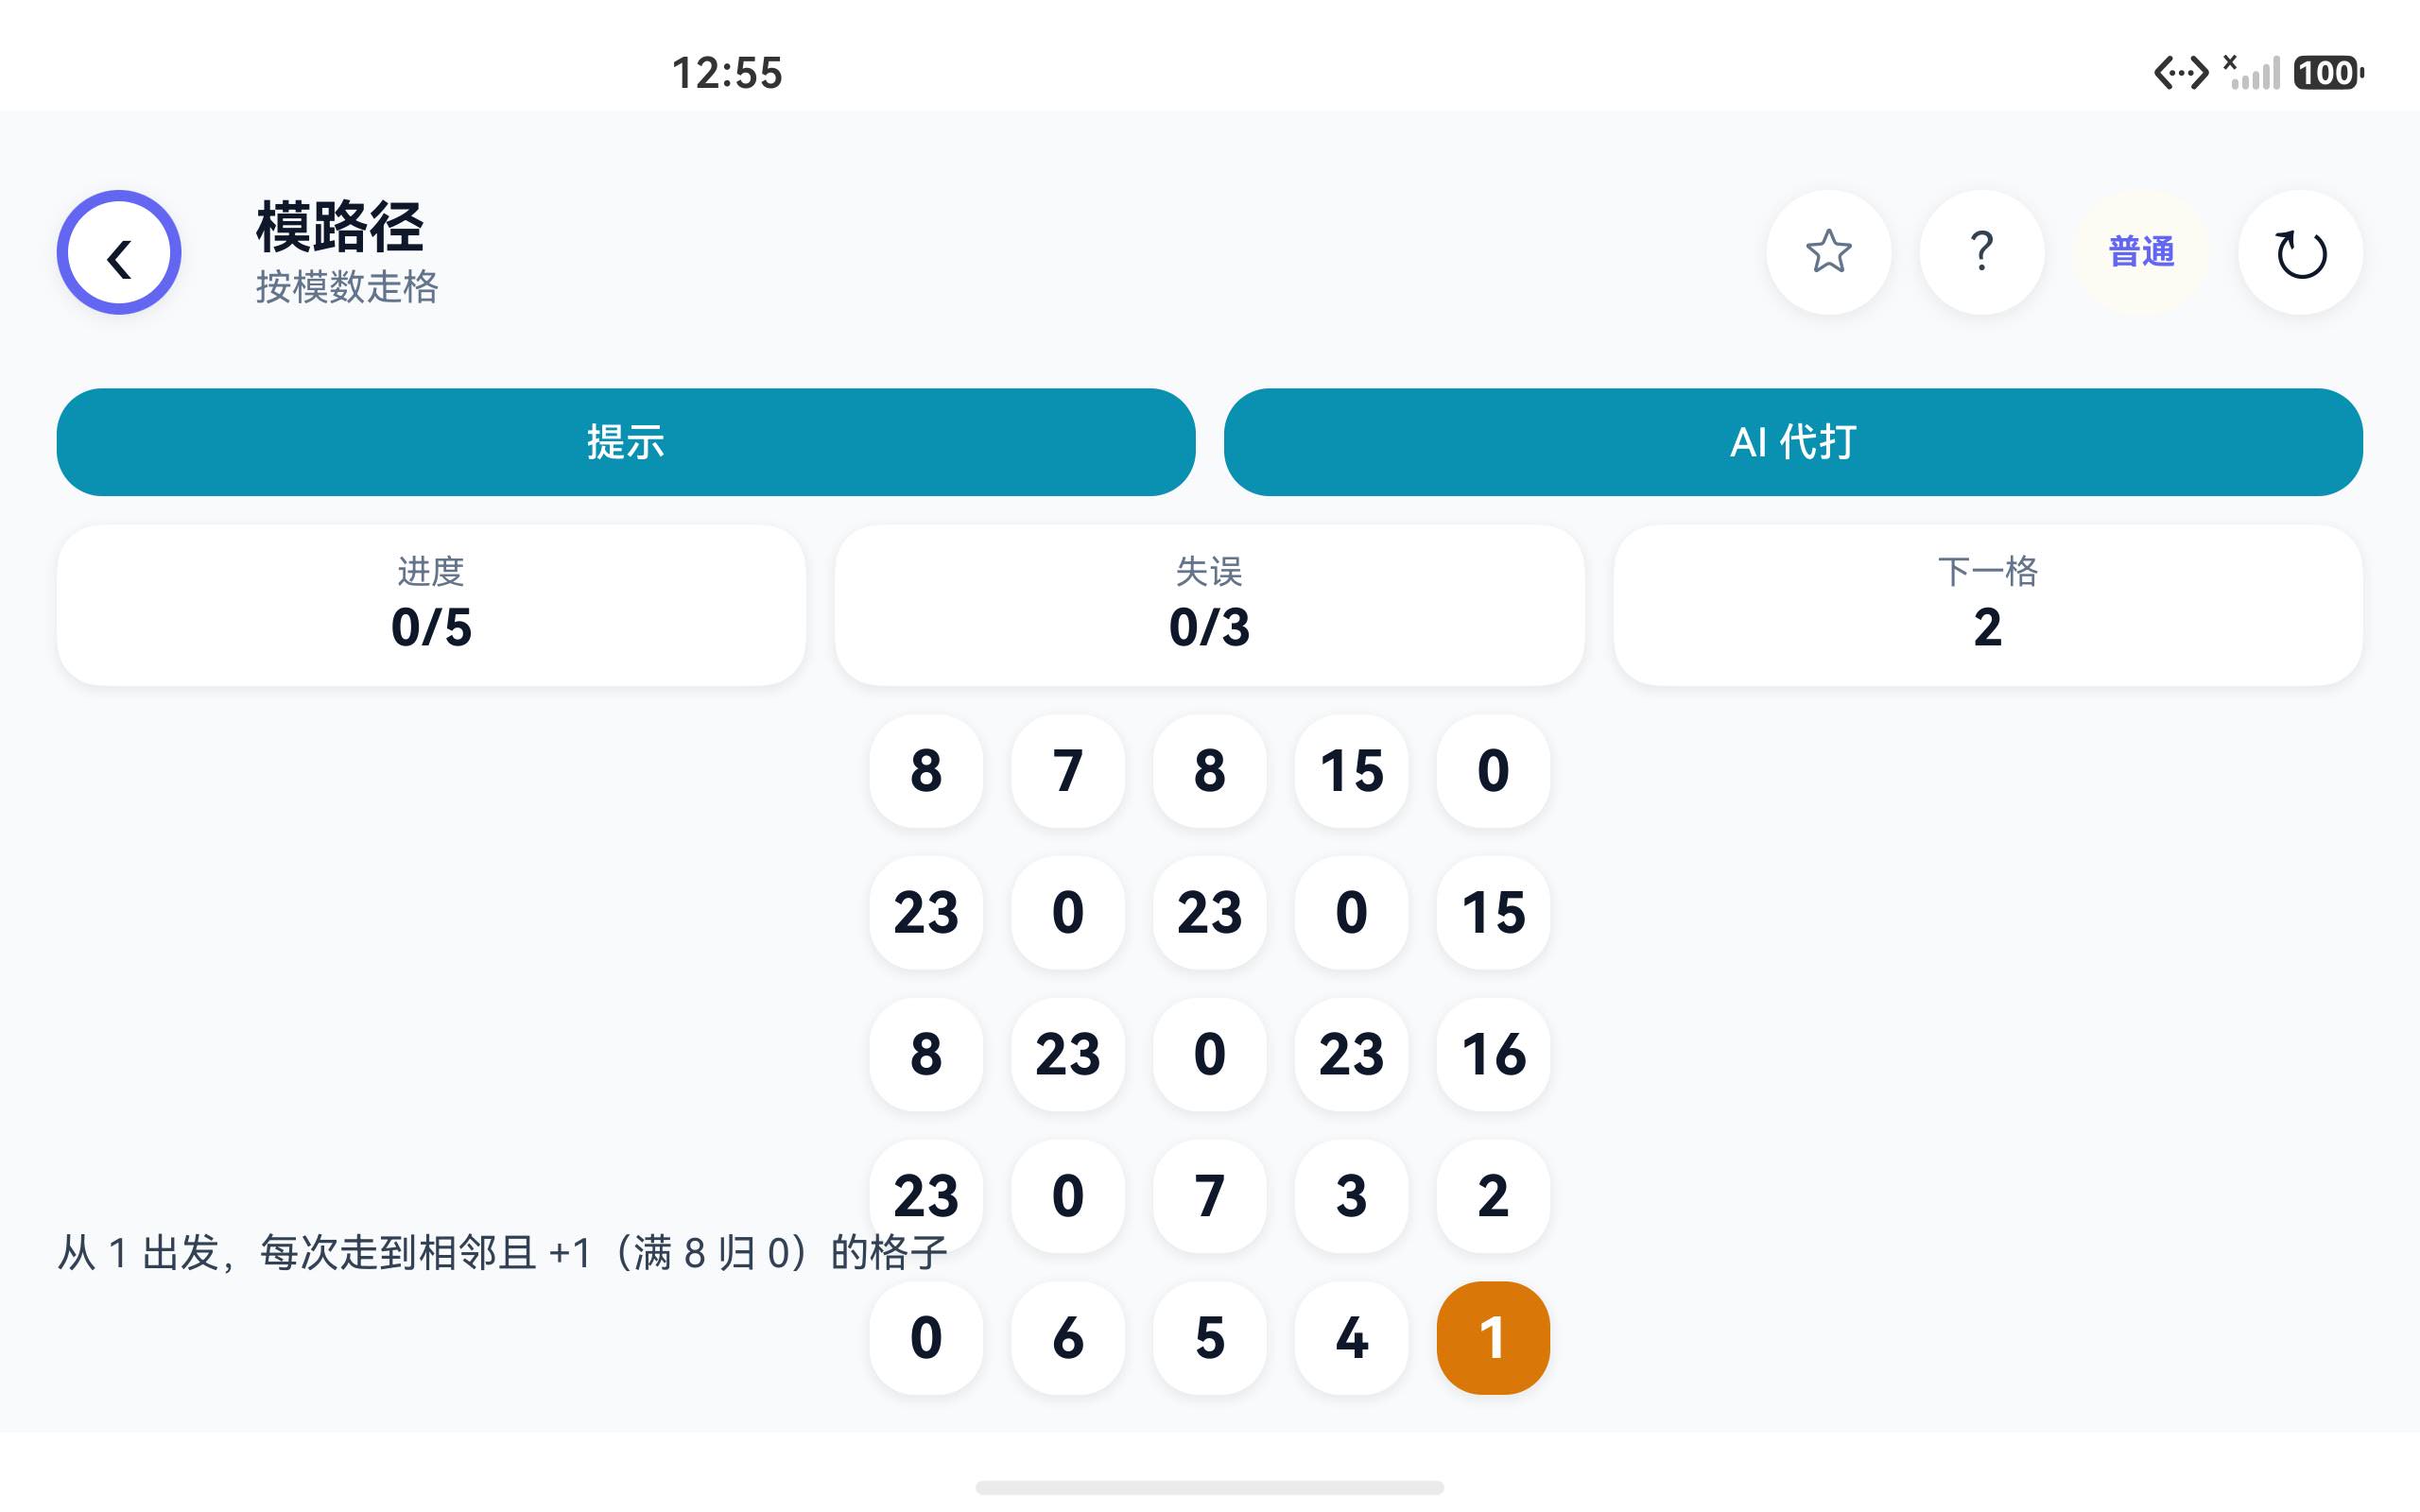 12:55
100
模路径
按模数走格
?
普通
提示
AI 代打
进度
0/5
失误
0/3
下一格
2
8 7 8 15 0
23 0 23 0 15
8 23 0 23 16
23 0 7 3 2
从 1 出发，每次走到相邻且 +1（满 8 归 0）的格子
0 6 5 4 1